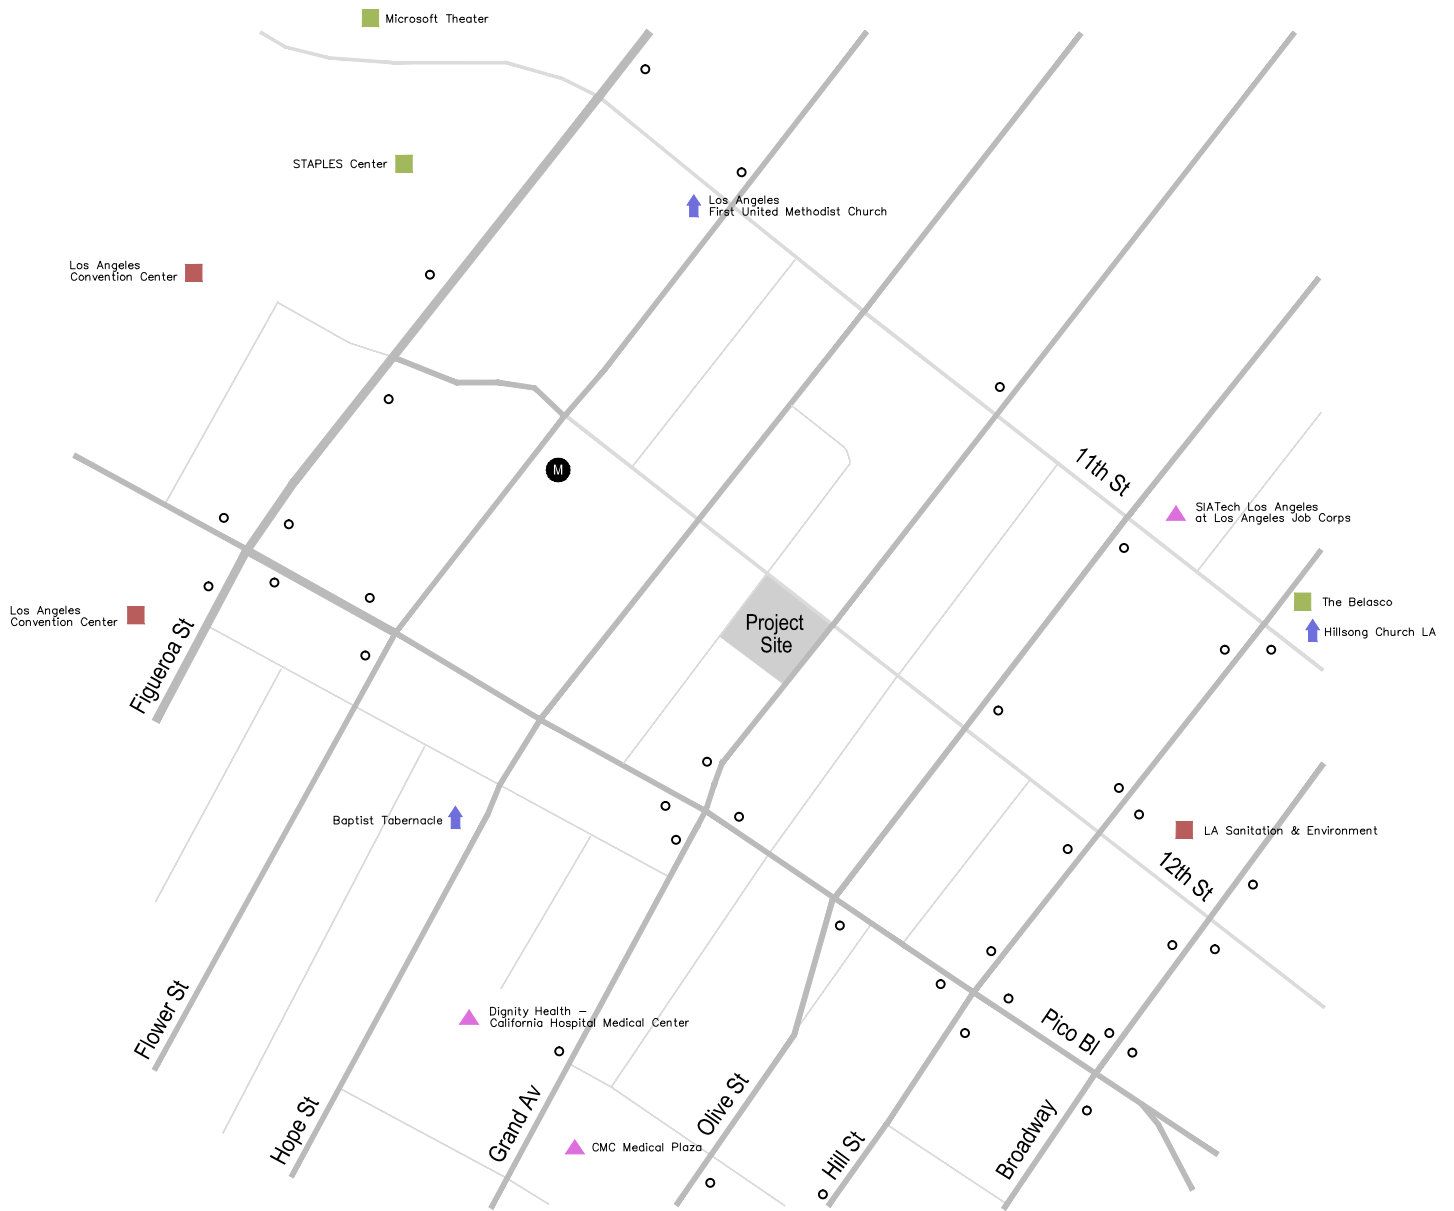 Microsoft Theater
STAPLES Center
Los Angeles
First United Methodist Church
Los Angeles
Convention Center
M
11th St
SIATech Los Angeles
at Los Angeles Job Corps
The Belasco
Hillsong Church LA
Los Angeles
Convention Center
Project
Site
Figueroa St
Baptist Tabernacle
LA Sanitation & Environment
12th St
Flower St
Dignity Health –
California Hospital Medical Center
Pico Bl
Hope St
Grand Av
Olive St
Hill St
Broadway
CMC Medical Plaza